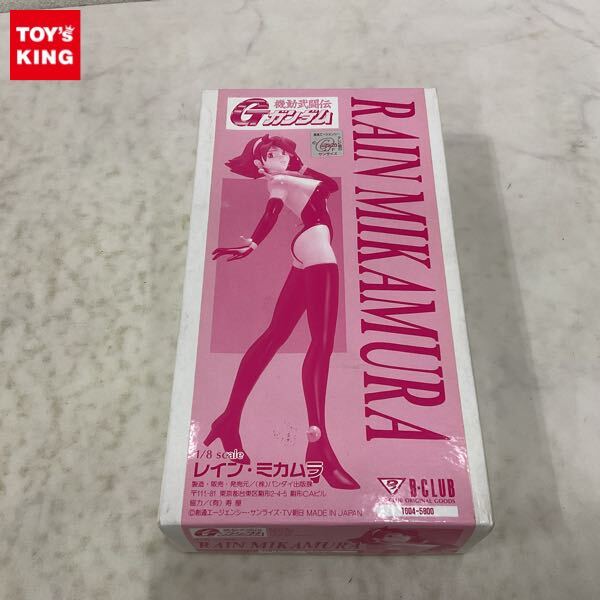 TOY's
KING
機動武闘伝
Gガンダム
RAIN MIKAMURA
1/8 scale
レイン・ミカムラ
製造・販売・発売元/(株)バンダイ出版課
〒111-81 東京都台東区駒形2-4-5 駒形CAビル
協力/(有)寿屋
©創通エージェンシー・サンライズ・TV朝日 MADE IN JAPAN
B-CLUB
B-CLUB ORIGINAL GOODS
1004-5800
RAIN MIKAMURA